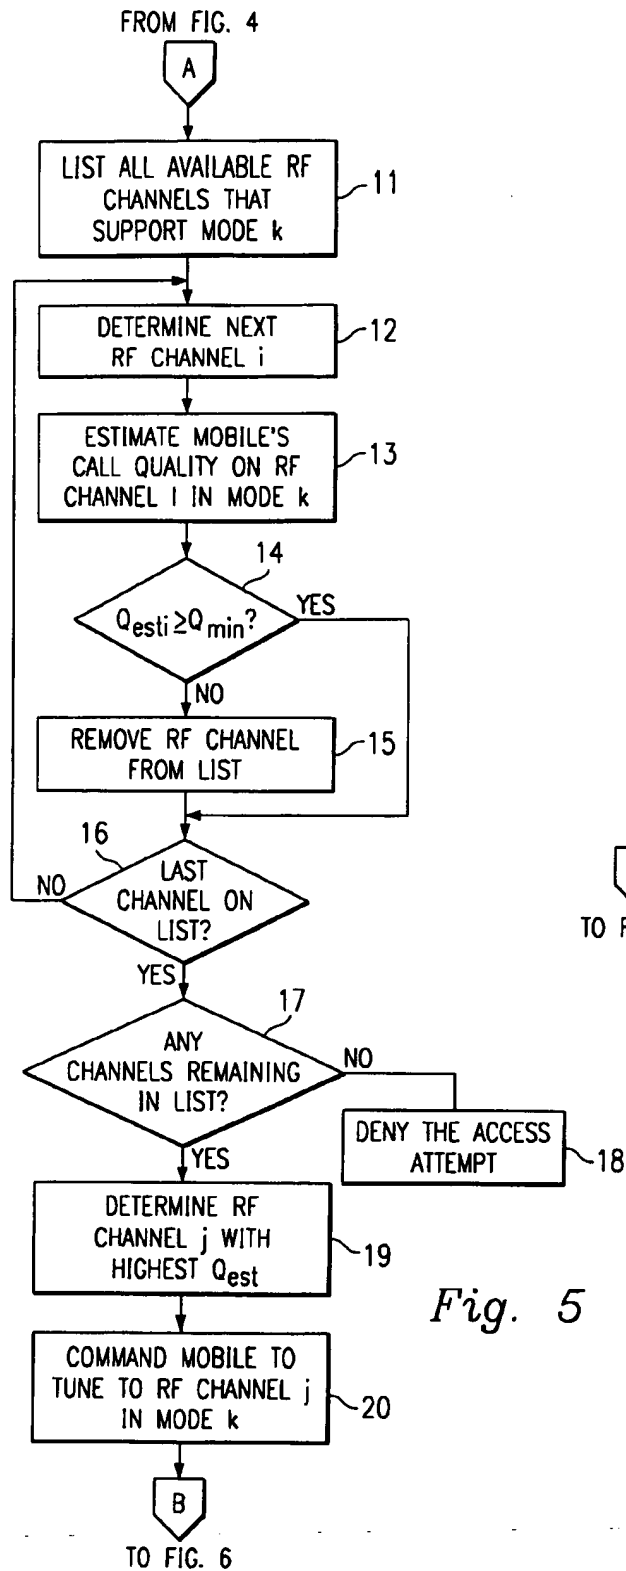 FROM FIG. 4
A
LIST ALL AVAILABLE RF
CHANNELS THAT
SUPPORT MODE k
11
DETERMINE NEXT
RF CHANNEL i
12
ESTIMATE MOBILE'S
CALL QUALITY ON RF
CHANNEL I IN MODE k
13
14
Qesti≥Qmin?
YES
NO
REMOVE RF CHANNEL
FROM LIST
15
16
LAST
CHANNEL ON
LIST?
NO
YES
17
ANY
CHANNELS REMAINING
IN LIST?
NO
YES
DENY THE ACCESS
ATTEMPT
18
DETERMINE RF
CHANNEL j WITH
HIGHEST Qest
19
COMMAND MOBILE TO
TUNE TO RF CHANNEL j
IN MODE k
20
B
TO FIG. 6
Fig. 5
TO F